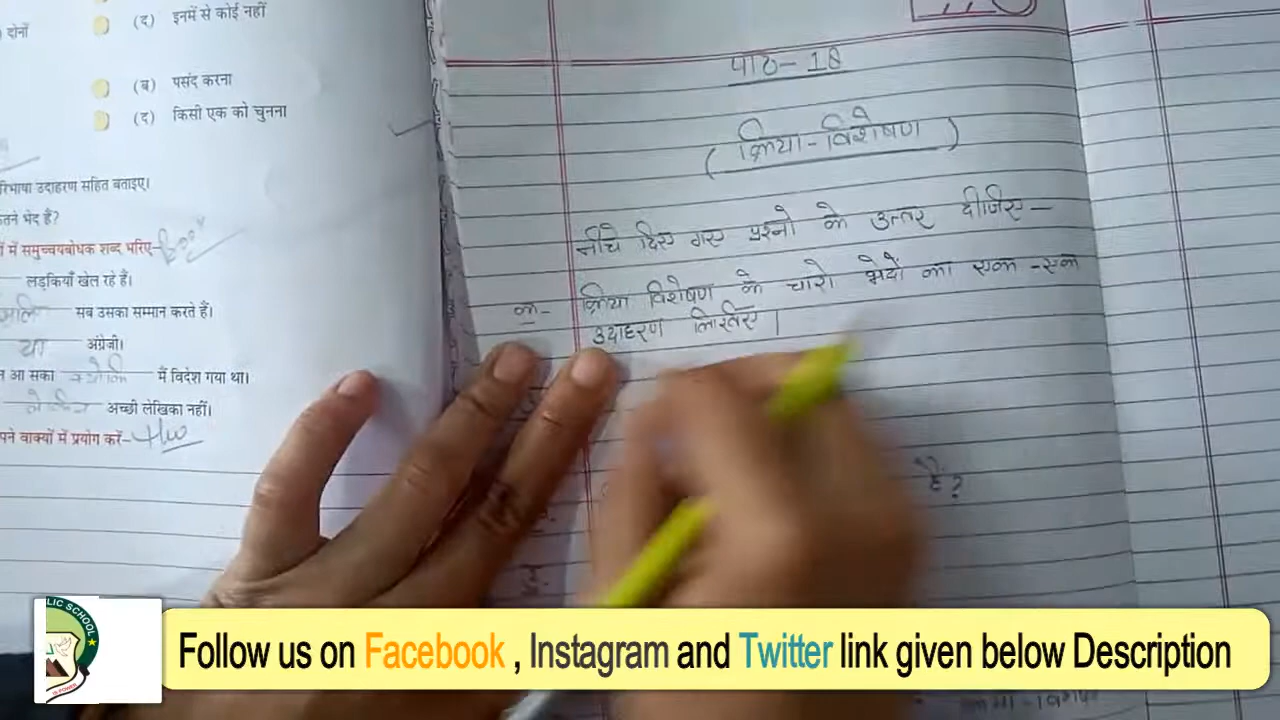 दोनों
(द) इनमें से कोई नहीं
(ब) पसंद करना
(द) किसी एक को चुनना
रिभाषा उदाहरण सहित बताइए।
तने भेद हैं?
ों में समुच्चयबोधक शब्द भरिए-
लड़कियाँ खेल रहे हैं।
सब उसका सम्मान करते हैं।
या अंग्रेजी।
न आ सका क्योंकि मैं विदेश गया था।
लेकिन अच्छी लेखिका नहीं।
पने वाक्यों में प्रयोग करें- H.W
पाठ- 18
(क्रिया-विशेषण)
नीचे दिए गए प्रश्नो के उत्तर दीजिए-
क- क्रिया विशेषण के चारो भेदों का एक-एक
उदाहरण लिखिए।
है?
उ.
LIC SCHOOL
Follow us on Facebook , Instagram and Twitter link given below Description